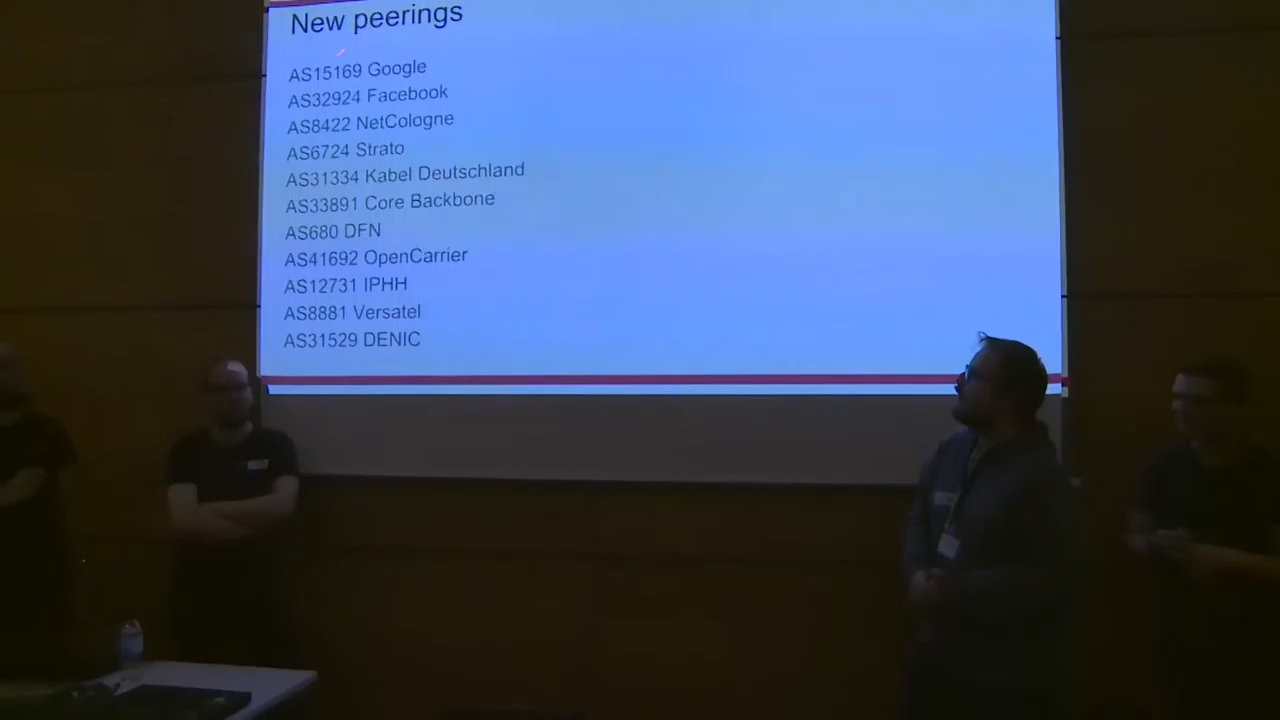 New peerings
AS15169 Google
AS32924 Facebook
AS8422 NetCologne
AS6724 Strato
AS31334 Kabel Deutschland
AS33891 Core Backbone
AS680 DFN
AS41692 OpenCarrier
AS12731 IPHH
AS8881 Versatel
AS31529 DENIC